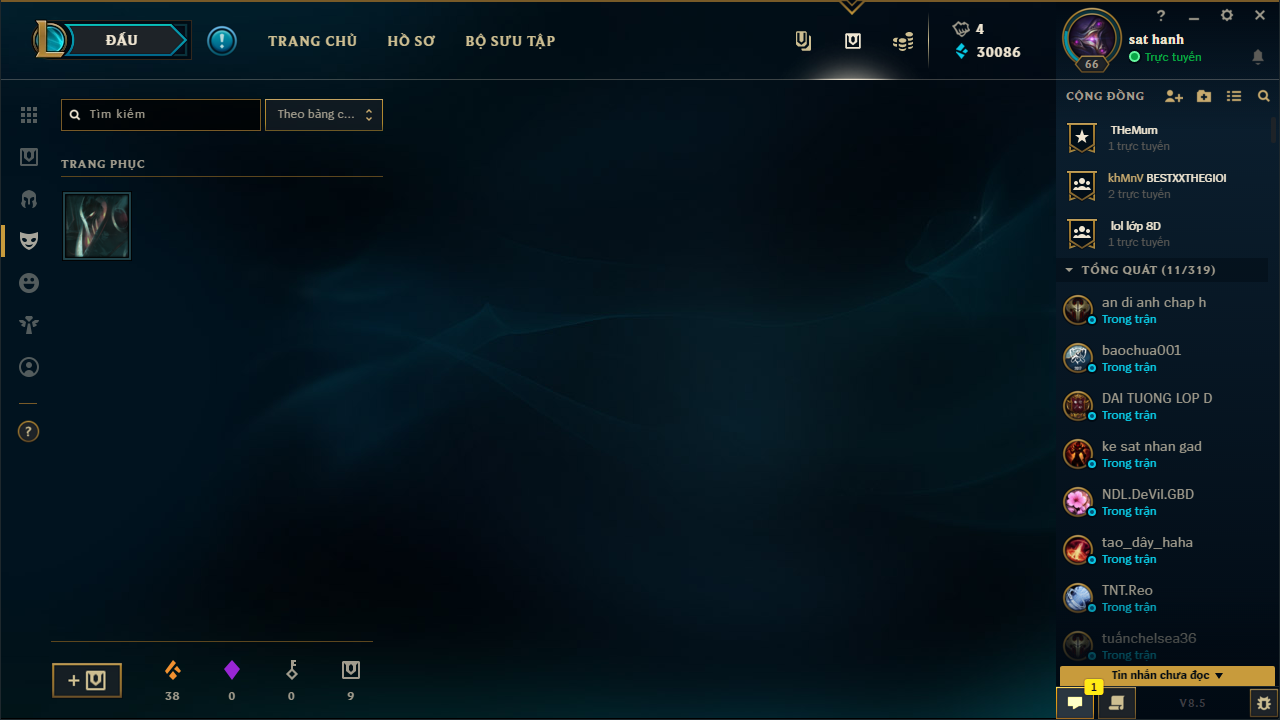 ĐẤU
TRANG CHỦ
HỒ SƠ
BỘ SƯU TẬP
4
30086
66
sat hanh
Trực tuyến
Tìm kiếm
Theo bảng c...
TRANG PHỤC
38
0
0
9
CỘNG ĐỒNG
THeMum
1 trực tuyến
khMnV BESTXXTHEGIOI
2 trực tuyến
lol lớp 8D
1 trực tuyến
TỔNG QUÁT (11/319)
an di anh chap h
Trong trận
baochua001
Trong trận
DAI TUONG LOP D
Trong trận
ke sat nhan gad
Trong trận
NDL.DeVil.GBD
Trong trận
tao_dây_haha
Trong trận
TNT.Reo
Trong trận
tuấnchelsea36
Trong trận
Tin nhắn chưa đọc
1
V8.5